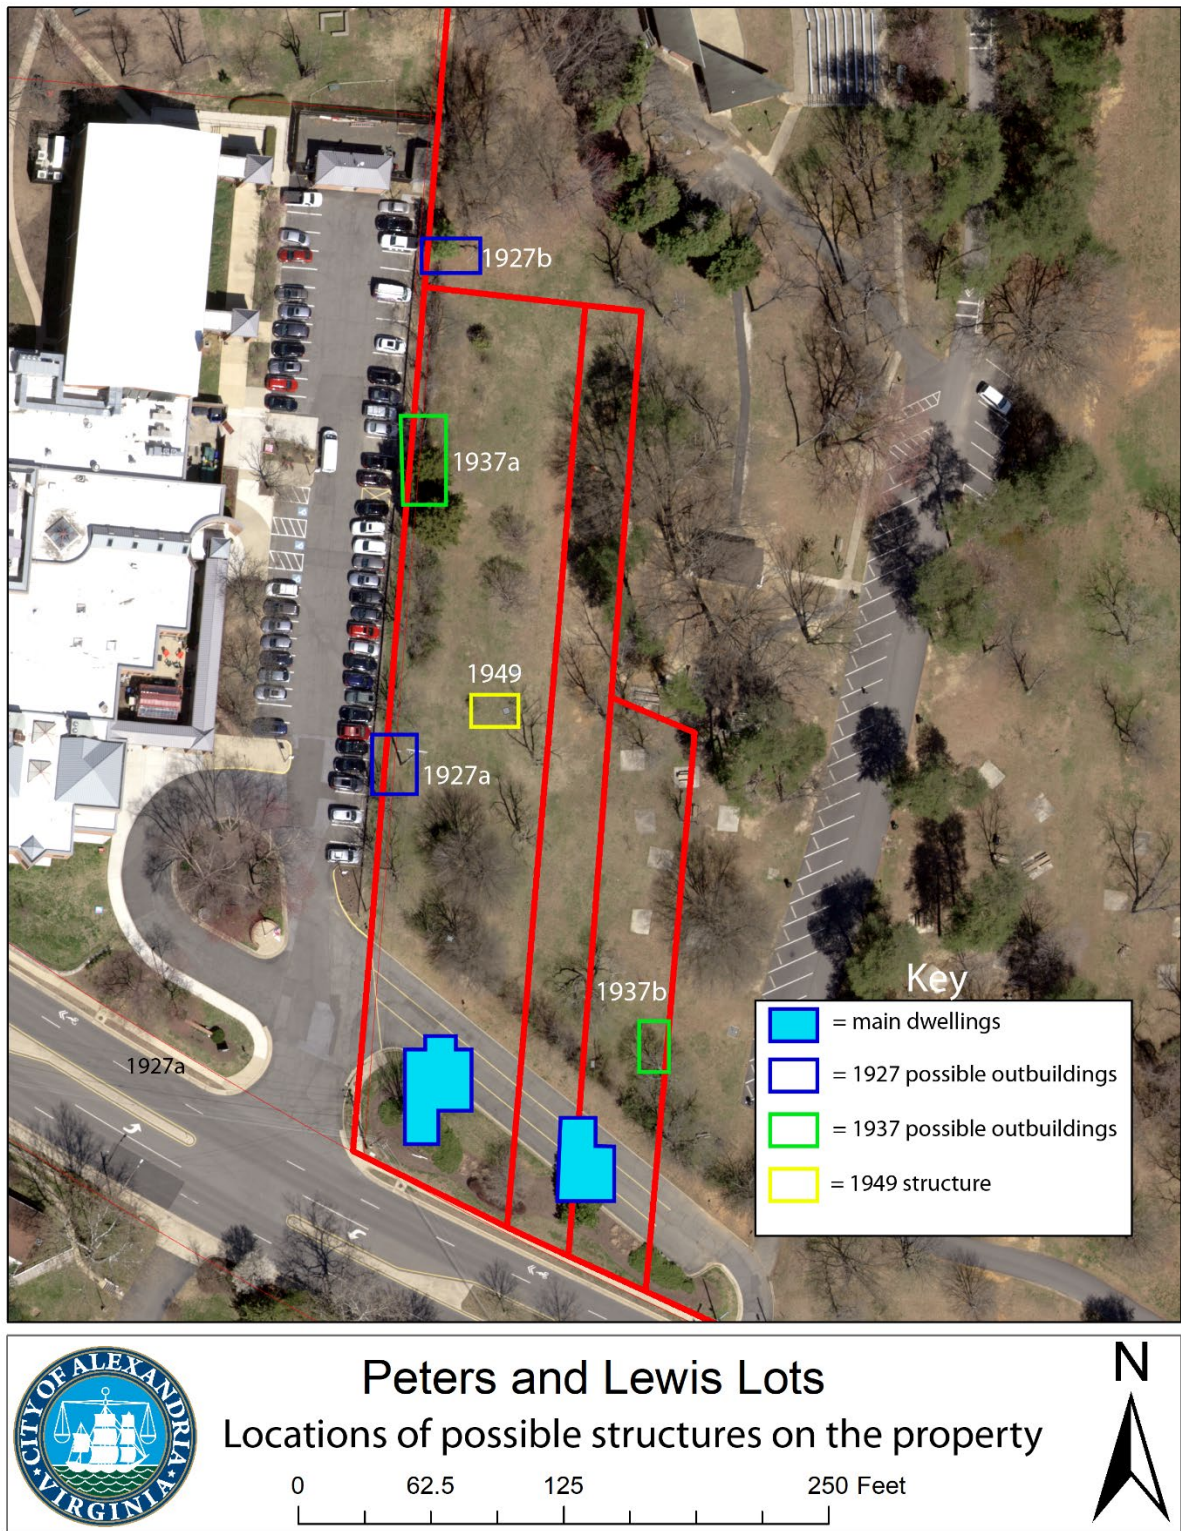 1927b
1937a
1949
1927a
1937b
1927a
Key
= main dwellings
= 1927 possible outbuildings
= 1937 possible outbuildings
= 1949 structure
CITY OF ALEXANDRIA
VIRGINIA
Peters and Lewis Lots
Locations of possible structures on the property
0 62.5 125 250 Feet
N